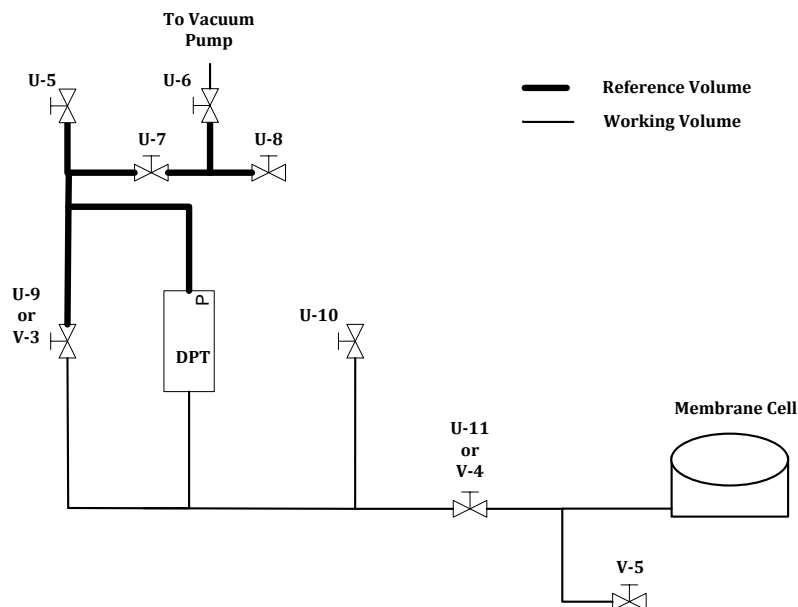 To Vacuum
Pump
U-5
U-6
U-7
U-8
Reference Volume
Working Volume
U-9
or
V-3
P
DPT
U-10
U-11
or
V-4
Membrane Cell
V-5